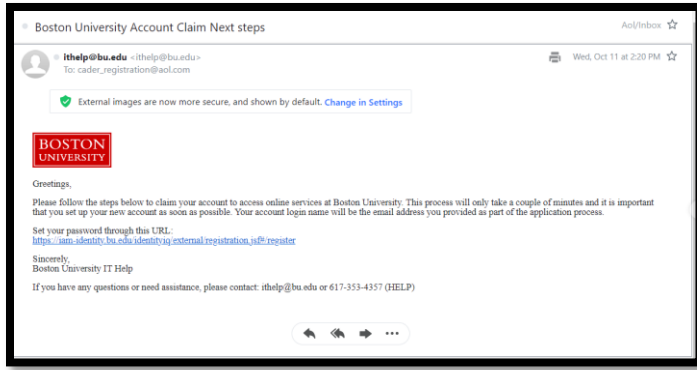 Boston University Account Claim Next steps
Aol/Inbox
ithelp@bu.edu <ithelp@bu.edu>
Wed, Oct 11 at 2:20 PM
To: cader_registration@aol.com
External images are now more secure, and shown by default. Change in Settings
BOSTON
UNIVERSITY
Greetings,
Please follow the steps below to claim your account to access online services at Boston University. This process will only take a couple of minutes and it is important
that you set up your new account as soon as possible. Your account login name will be the email address you provided as part of the application process.
Set your password through this URL:
https://iam-identity.bu.edu/identityiq/external/registration.jsf#/register
Sincerely,
Boston University IT Help
If you have any questions or need assistance, please contact: ithelp@bu.edu or 617-353-4357 (HELP)